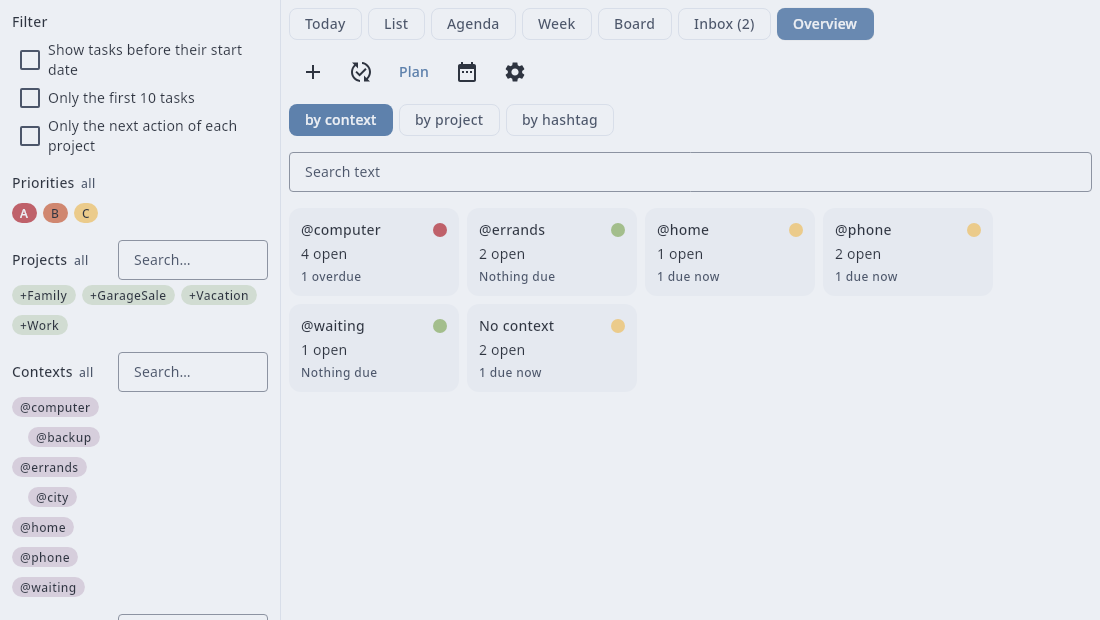 Filter
Show tasks before their start
date
Only the first 10 tasks
Only the next action of each
project
Priorities all
A B C
Projects all Search...
+Family +GarageSale +Vacation
+Work
Contexts all Search...
@computer
@backup
@errands
@city
@home
@phone
@waiting
Today List Agenda Week Board Inbox (2) Overview
Plan
by context by project by hashtag
Search text
@computer
4 open
1 overdue
@errands
2 open
Nothing due
@home
1 open
1 due now
@phone
2 open
1 due now
@waiting
1 open
Nothing due
No context
2 open
1 due now